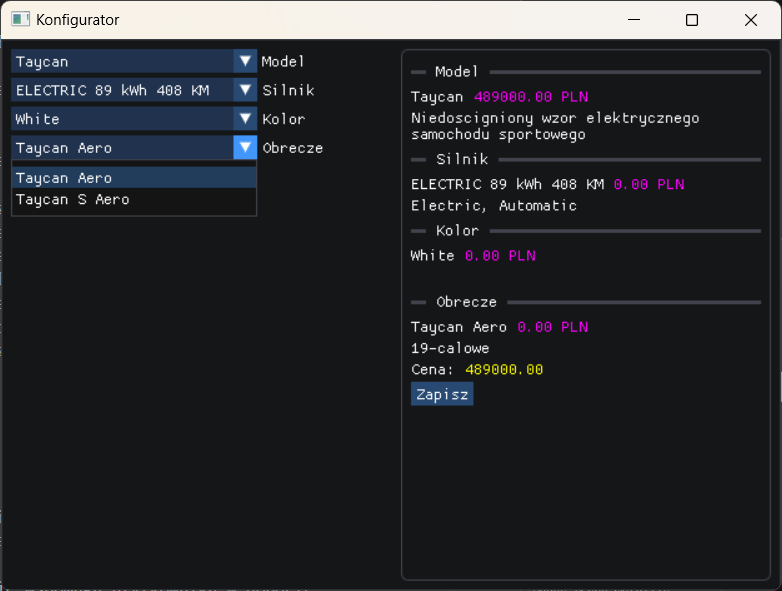 Konfigurator
Taycan Model
ELECTRIC 89 kWh 408 KM Silnik
White Kolor
Taycan Aero Obrecze
Taycan Aero
Taycan S Aero
Model
Taycan 489000.00 PLN
Niedoscigniony wzor elektrycznego
samochodu sportowego
Silnik
ELECTRIC 89 kWh 408 KM 0.00 PLN
Electric, Automatic
Kolor
White 0.00 PLN
Obrecze
Taycan Aero 0.00 PLN
19-calowe
Cena: 489000.00
Zapisz